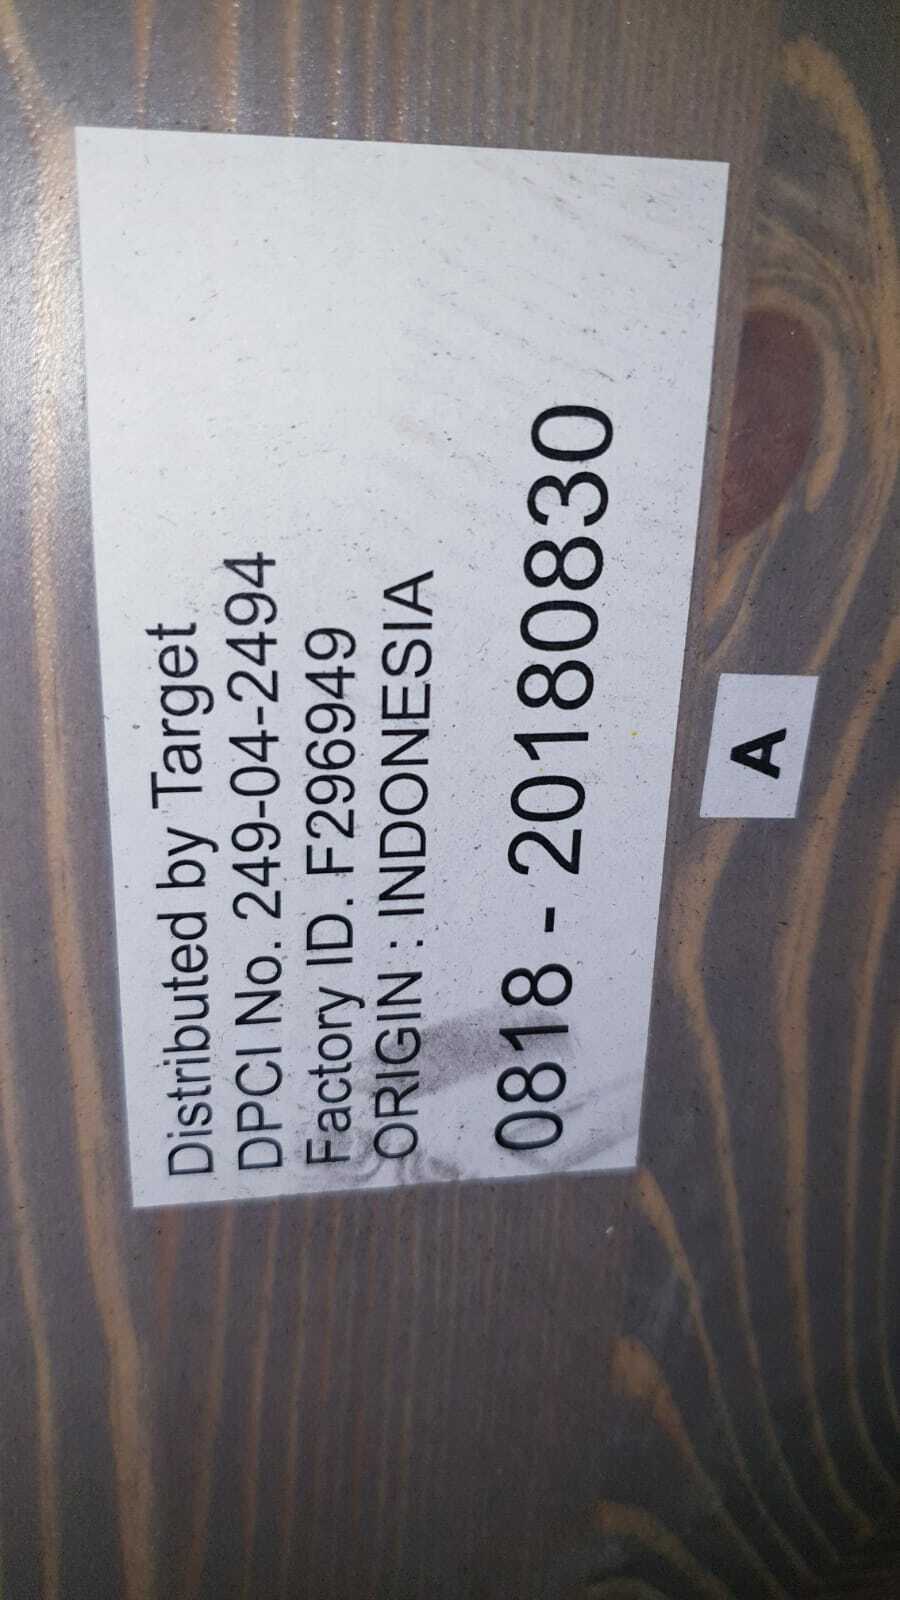 Distributed by Target
DPCI No. 249-04-2494
Factory ID. F296949
ORIGIN : INDONESIA
0818 - 20180830
A